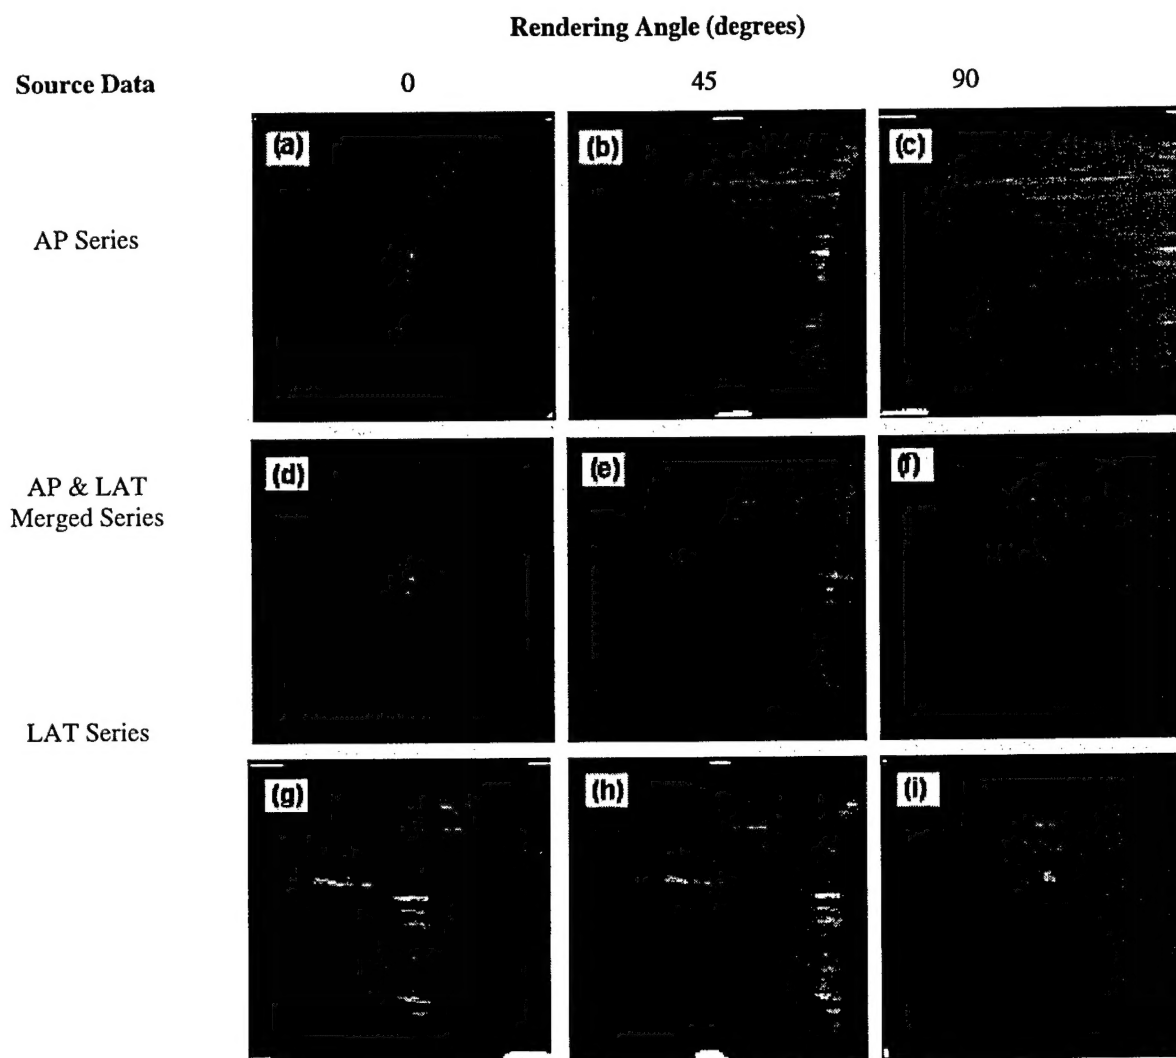 Rendering Angle (degrees)
Source Data 0 45 90
(a) (b) (c)
AP Series
(d) (e) (f)
AP & LAT
Merged Series
LAT Series
(g) (h) (i)